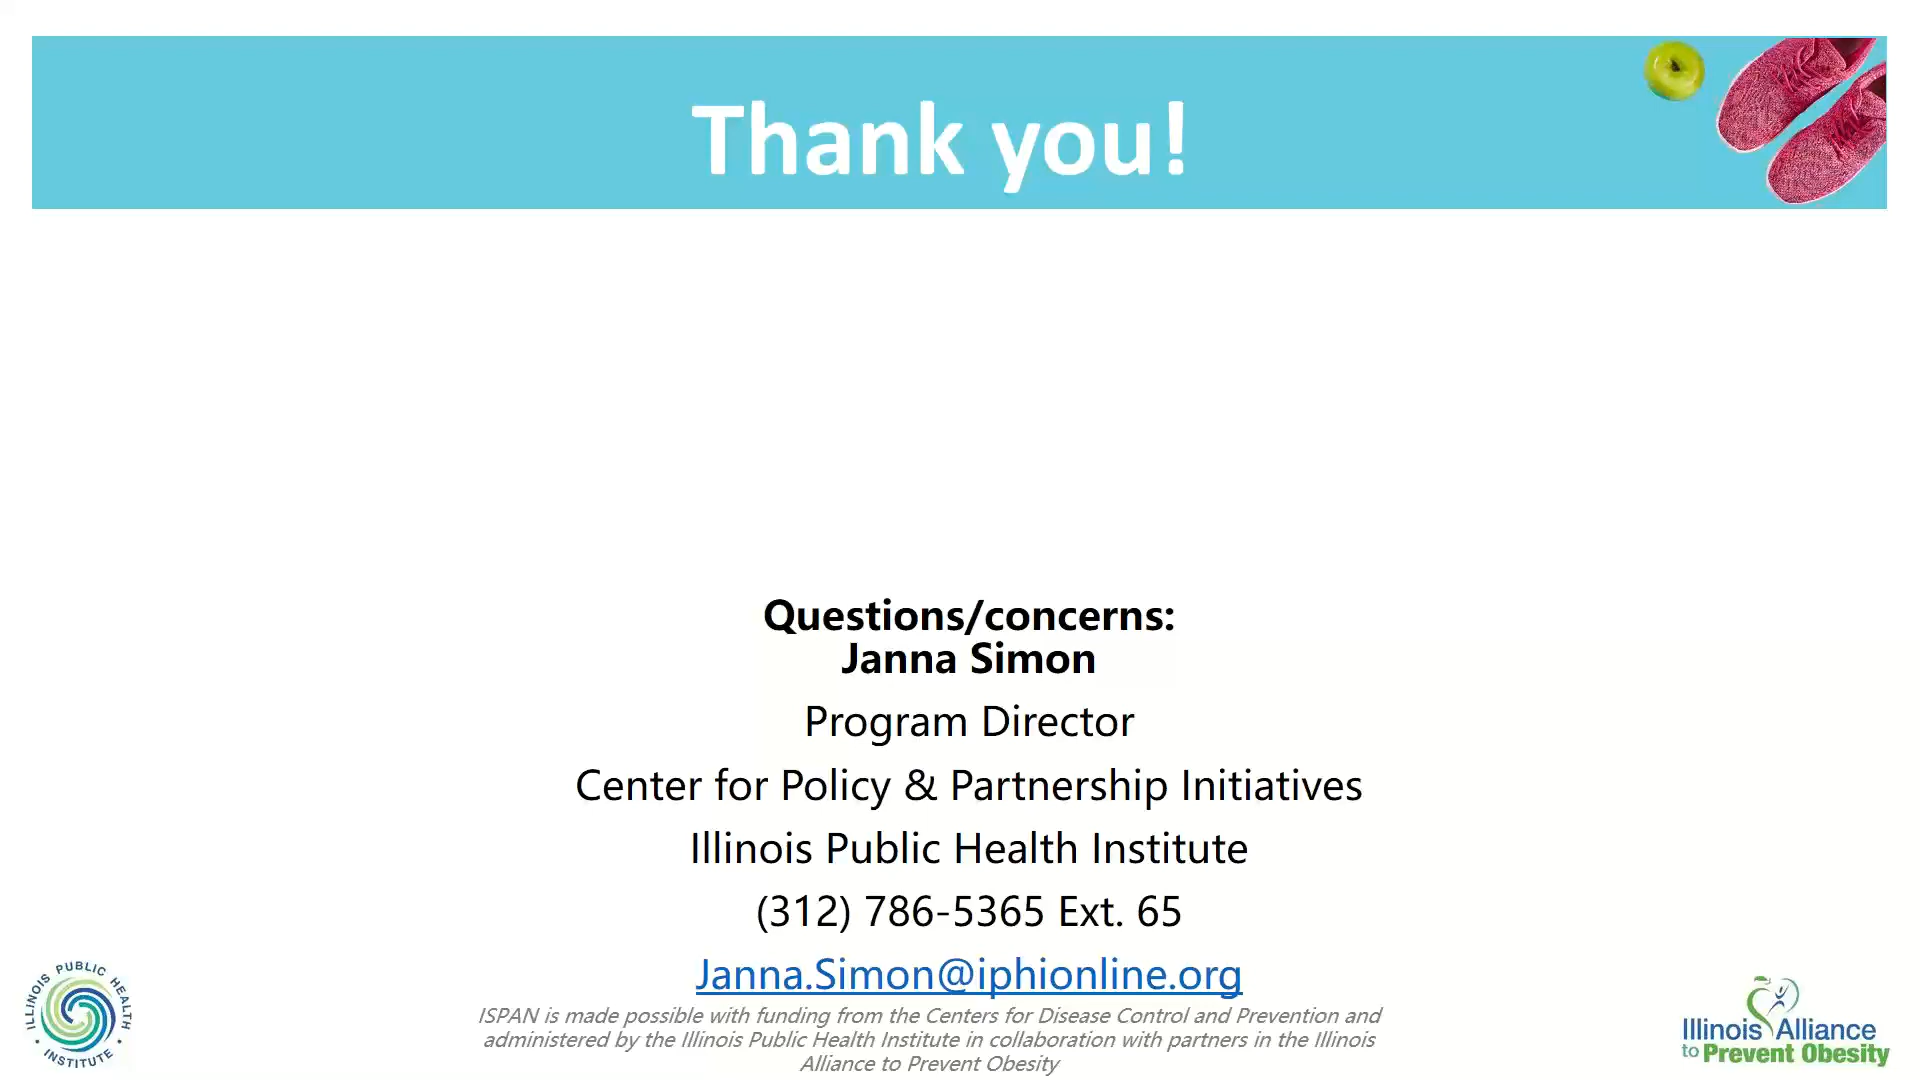 Thank you!
Questions/concerns:
Janna Simon
Program Director
Center for Policy & Partnership Initiatives
Illinois Public Health Institute
(312) 786-5365 Ext. 65
Janna.Simon@iphionline.org
ISPAN is made possible with funding from the Centers for Disease Control and Prevention and
administered by the Illinois Public Health Institute in collaboration with partners in the Illinois
Alliance to Prevent Obesity
ILLINOIS PUBLIC HEALTH
• INSTITUTE •
Illinois Alliance
to Prevent Obesity